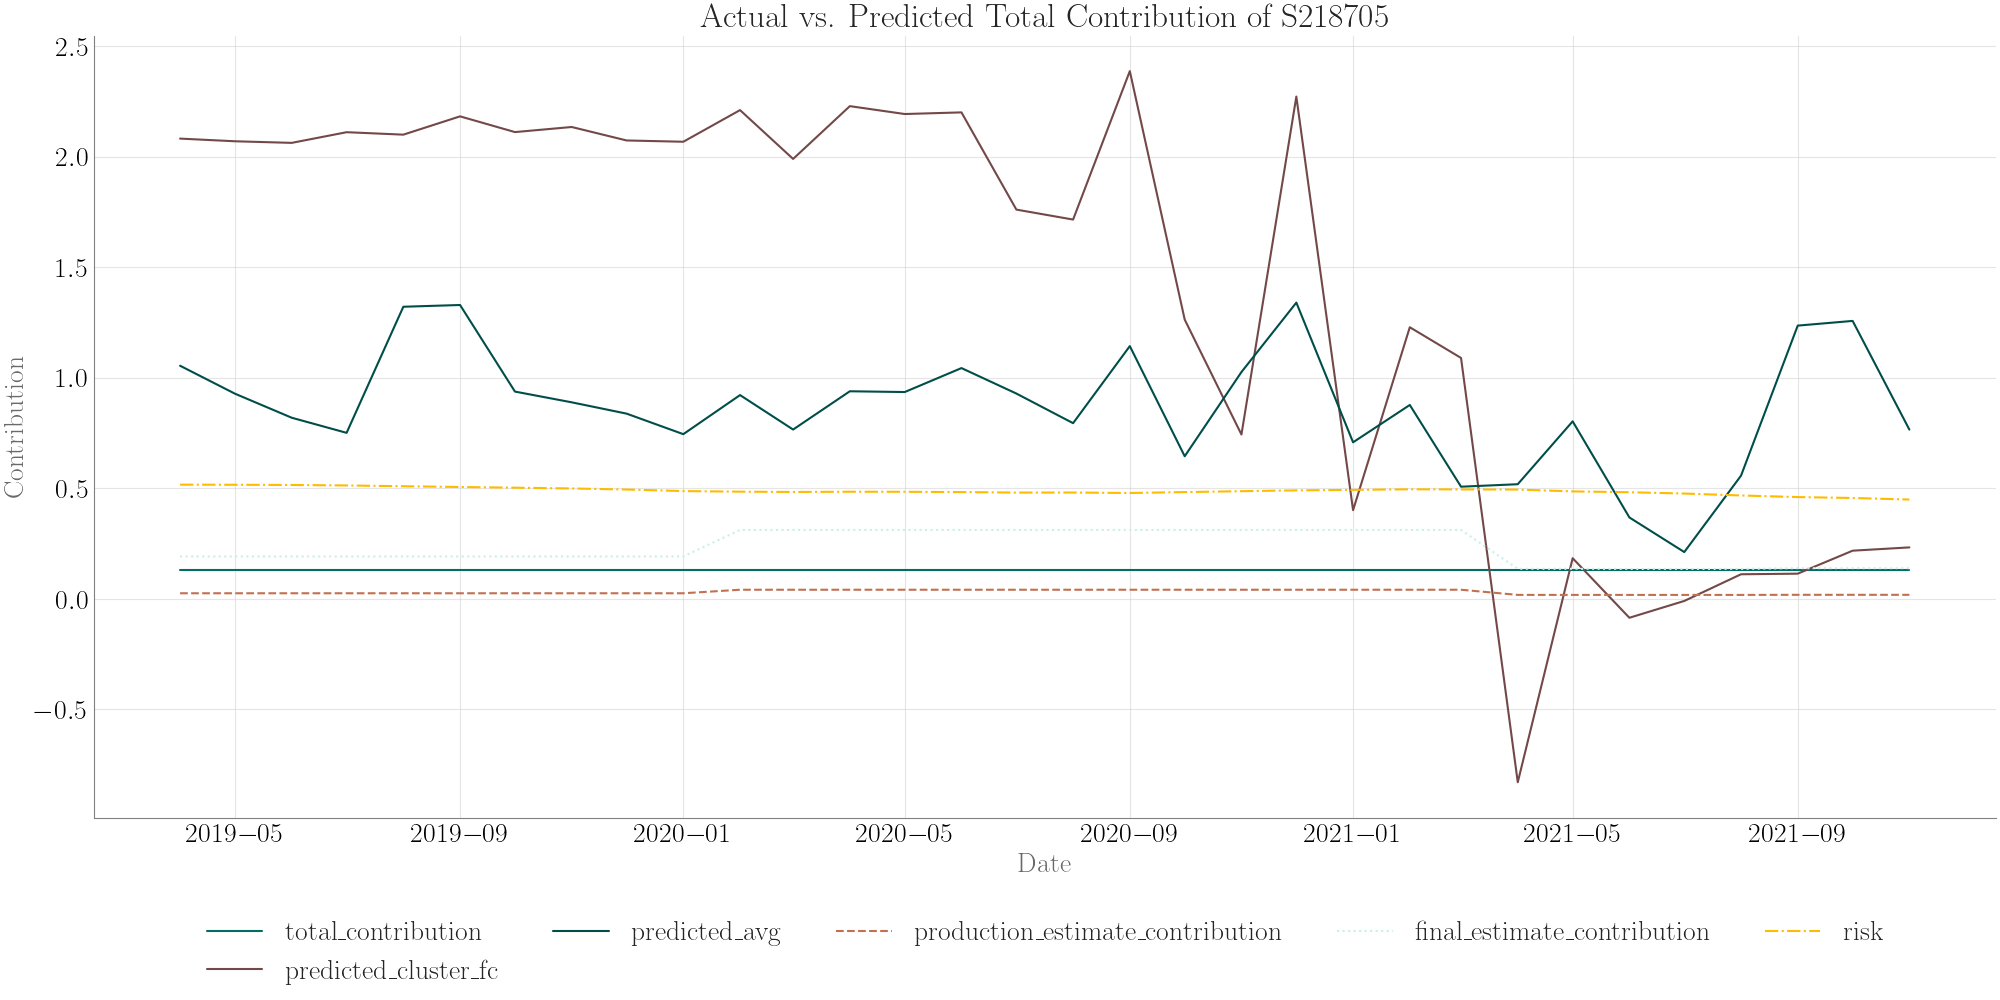 Actual vs. Predicted Total Contribution of S218705
2.5
2.0
1.5
1.0
0.5
0.0
−0.5
Contribution
2019−05 2019−09 2020−01 2020−05 2020−09 2021−01 2021−05 2021−09
Date
total_contribution predicted_avg production_estimate_contribution final_estimate_contribution risk
predicted_cluster_fc